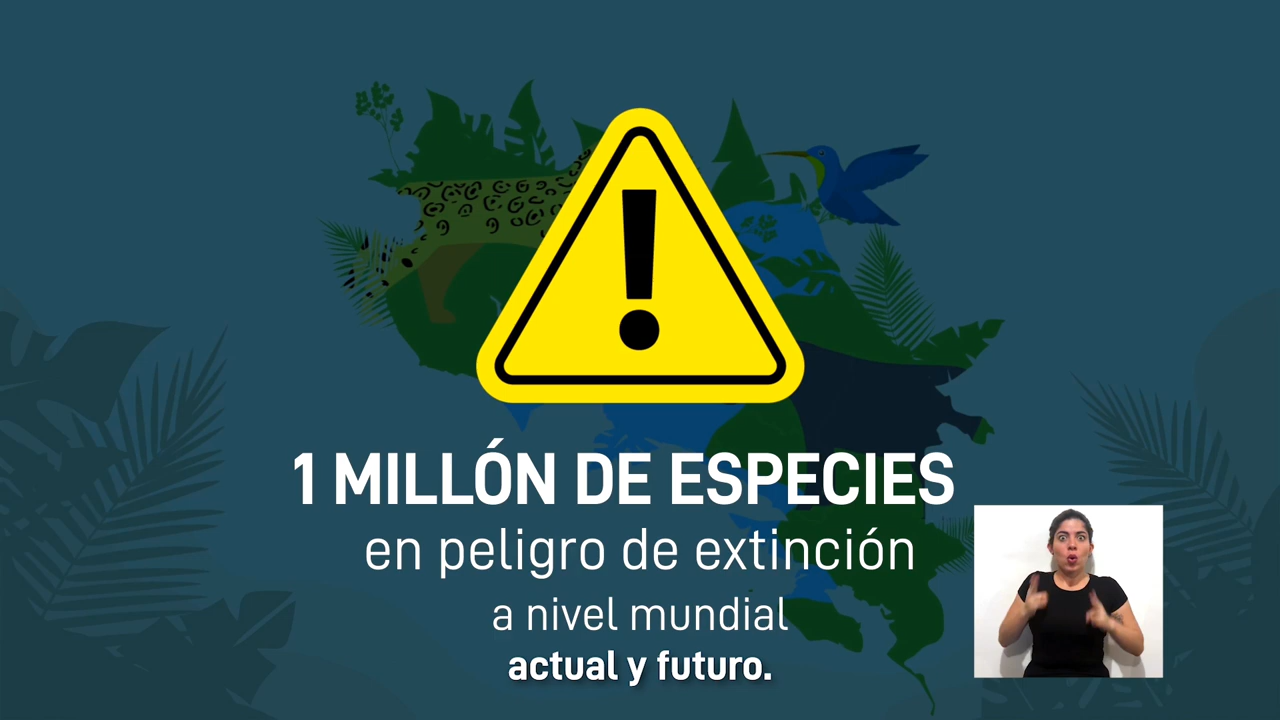 1 MILLÓN DE ESPECIES
en peligro de extinción
a nivel mundial
actual y futuro.